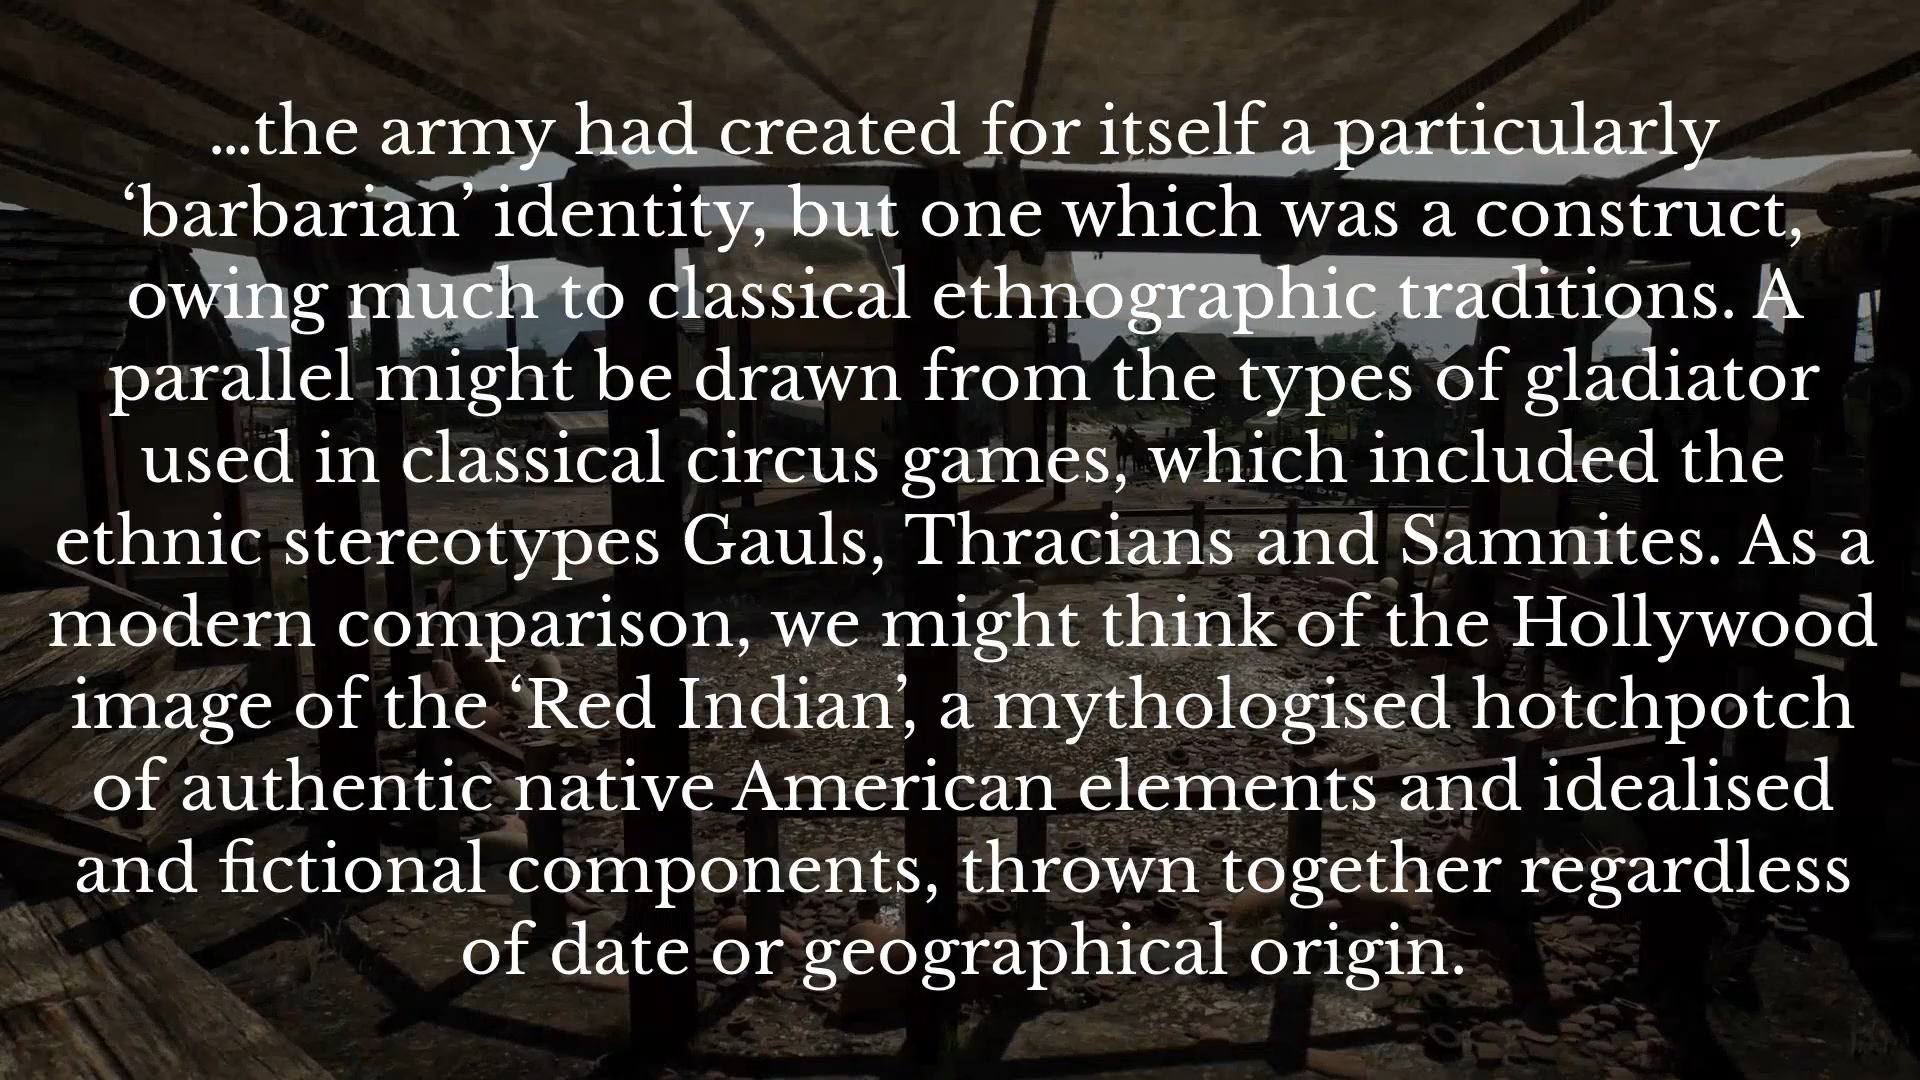 ...the army had created for itself a particularly
‘barbarian’ identity, but one which was a construct,
owing much to classical ethnographic traditions. A
parallel might be drawn from the types of gladiator
used in classical circus games, which included the
ethnic stereotypes Gauls, Thracians and Samnites. As a
modern comparison, we might think of the Hollywood
image of the ‘Red Indian’, a mythologised hotchpotch
of authentic native American elements and idealised
and fictional components, thrown together regardless
of date or geographical origin.